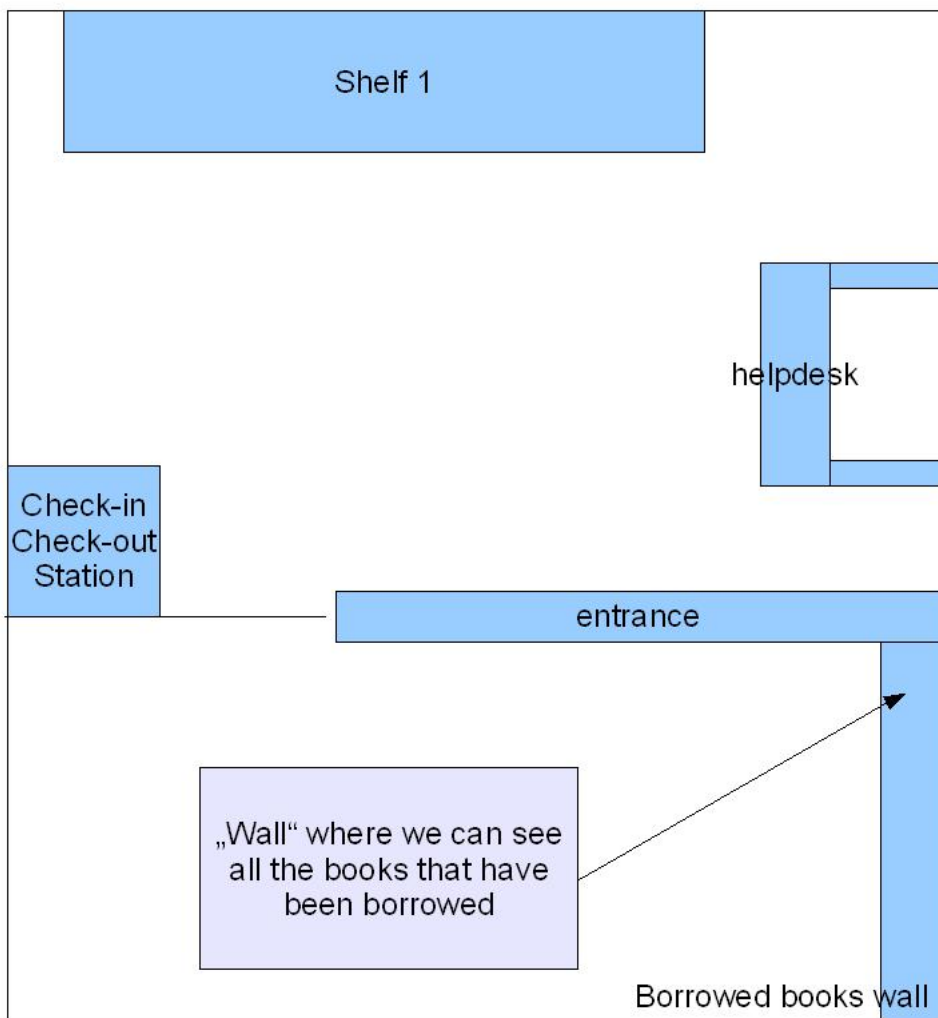 Shelf 1
helpdesk
Check-in
Check-out
Station
entrance
„Wall“ where we can see
all the books that have
been borrowed
Borrowed books wall